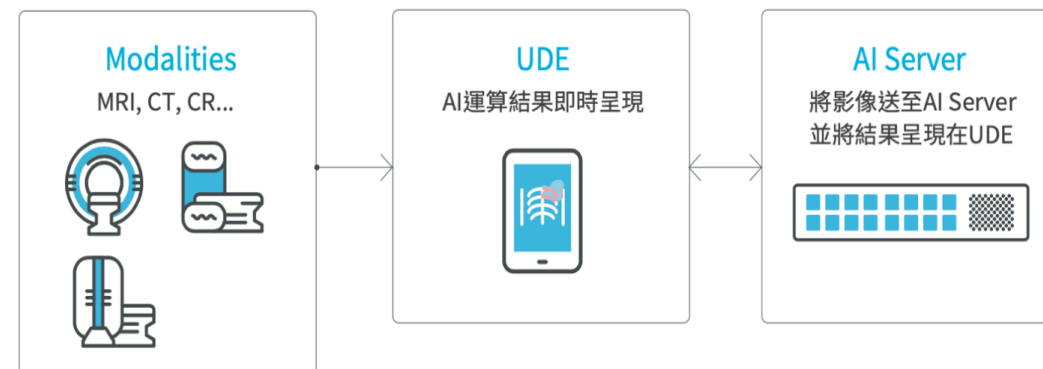 Modalities
MRI, CT, CR...
UDE
AI運算結果即時呈現
AI Server
將影像送至AI Server
並將結果呈現在UDE